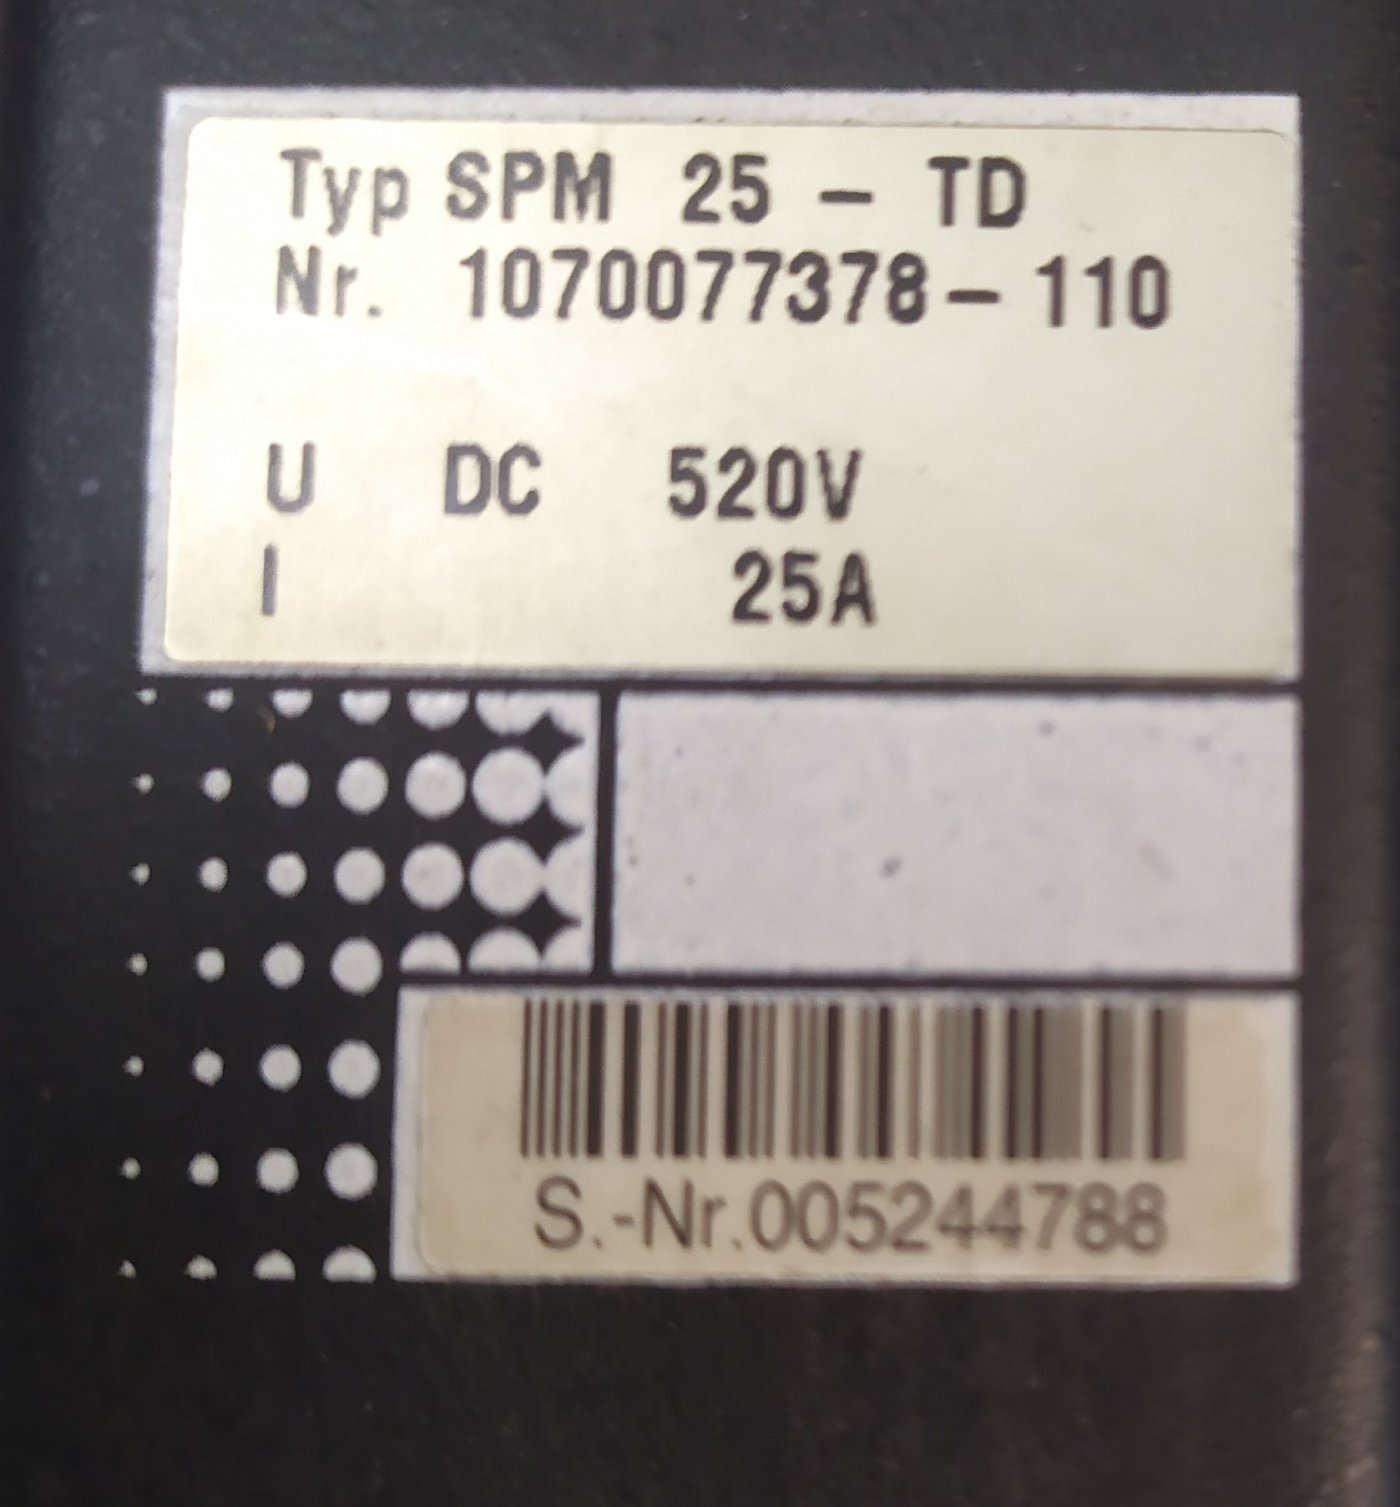 Typ SPM 25 - TD
Nr. 1070077378-110
U DC 520V
I 25A
S.-Nr.005244788